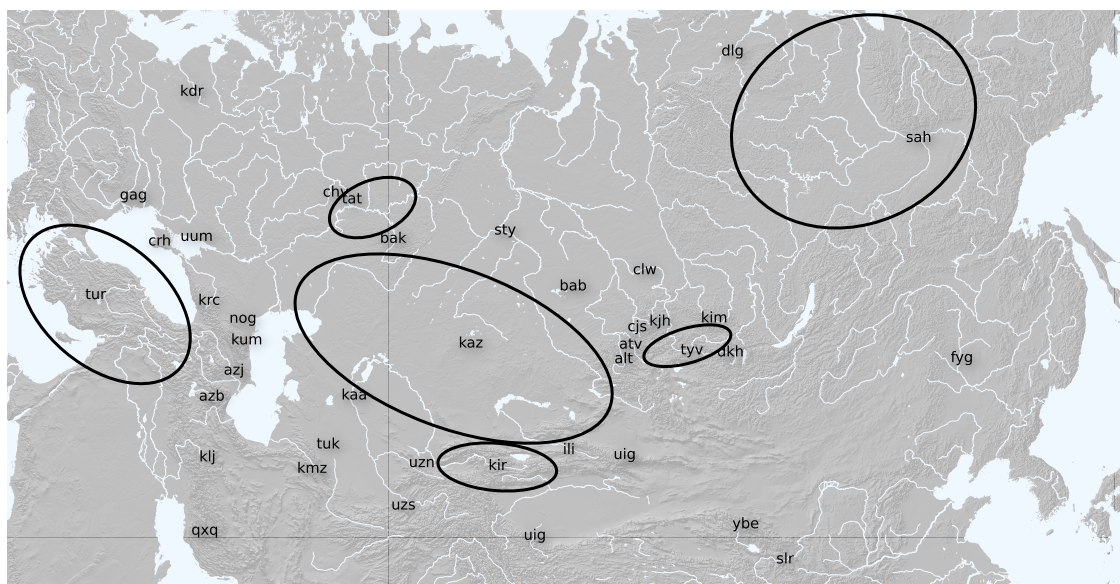 dlg
kdr
sah
chv
tat
gag
crh
uum
bak
sty
clw
bab
tur
krc
nog
kum
kaz
cjs
kjh
kim
atv
alt
tyv
dkh
fyg
azj
azb
kaa
tuk
klj
kmz
uzn
kir
ili
uig
uzs
qxq
uig
ybe
slr